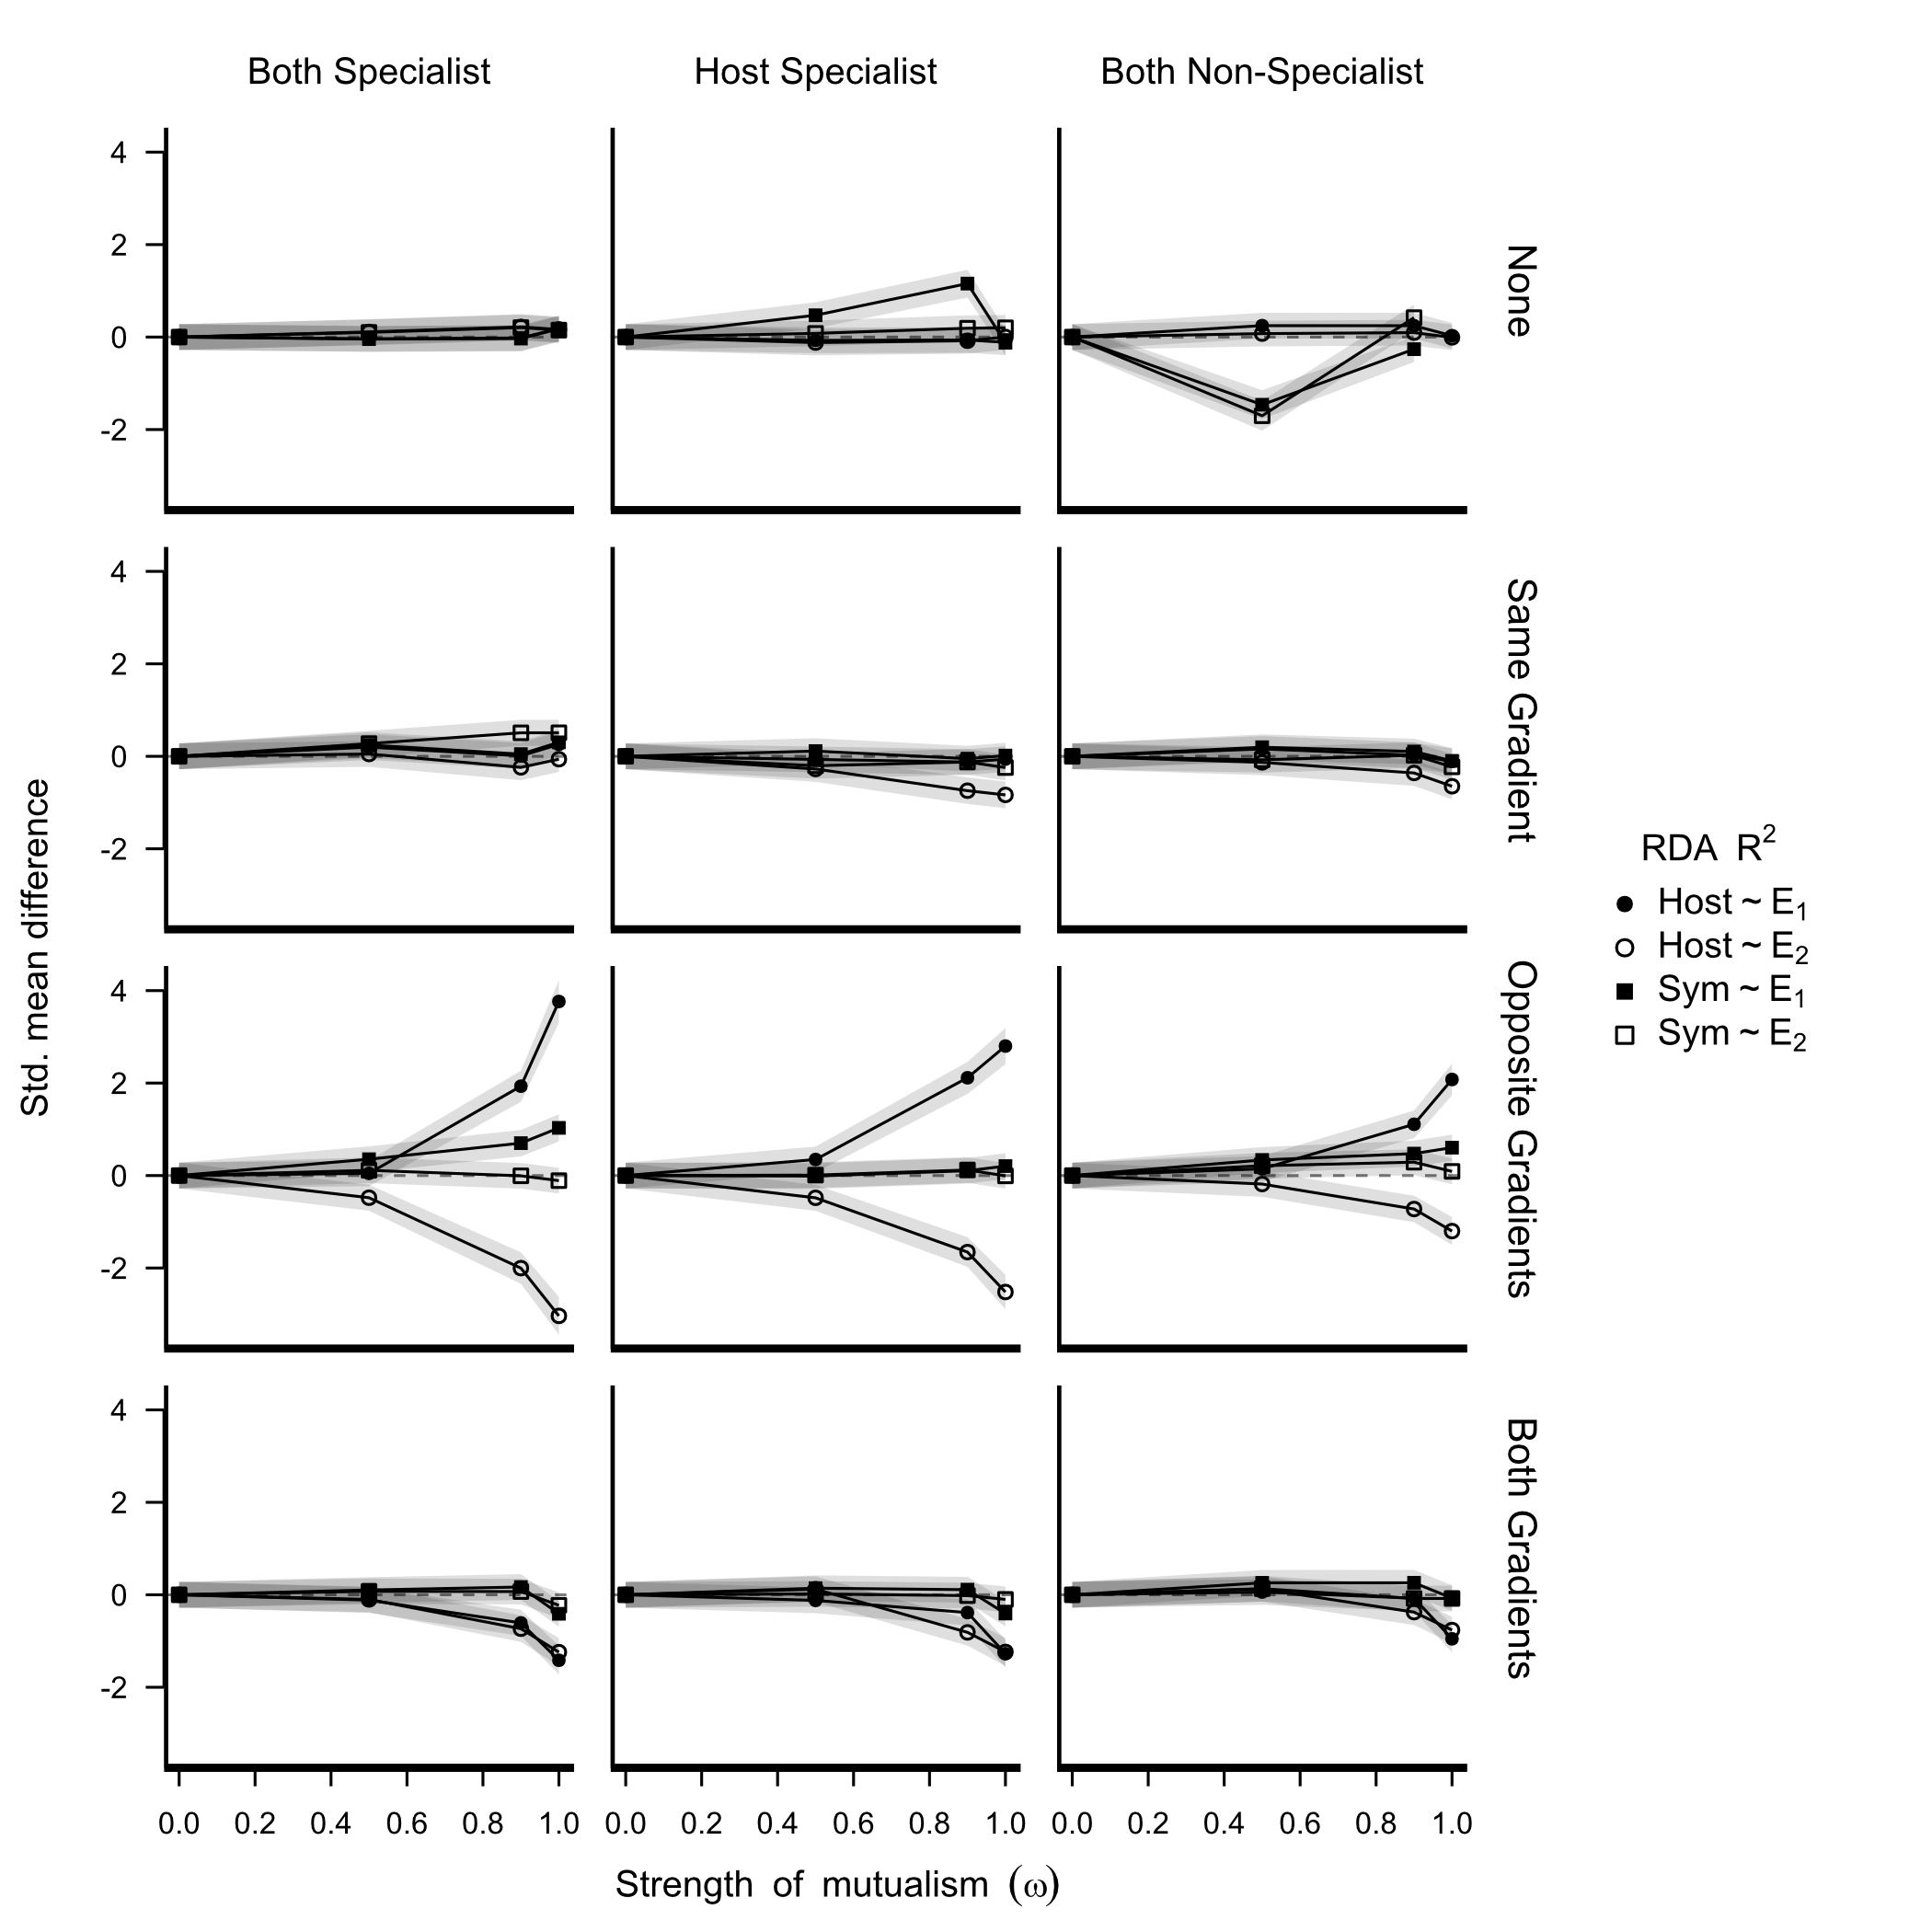 Both Specialist
Host Specialist
Both Non-Specialist
4
2
0
-2
None
4
2
0
-2
Same Gradient
4
2
0
-2
Opposite Gradients
4
2
0
-2
Both Gradients
Std. mean difference
0.0 0.2 0.4 0.6 0.8 1.0
0.0 0.2 0.4 0.6 0.8 1.0
0.0 0.2 0.4 0.6 0.8 1.0
Strength of mutualism (ω)
RDA R²
Host ~ E₁
Host ~ E₂
Sym ~ E₁
Sym ~ E₂